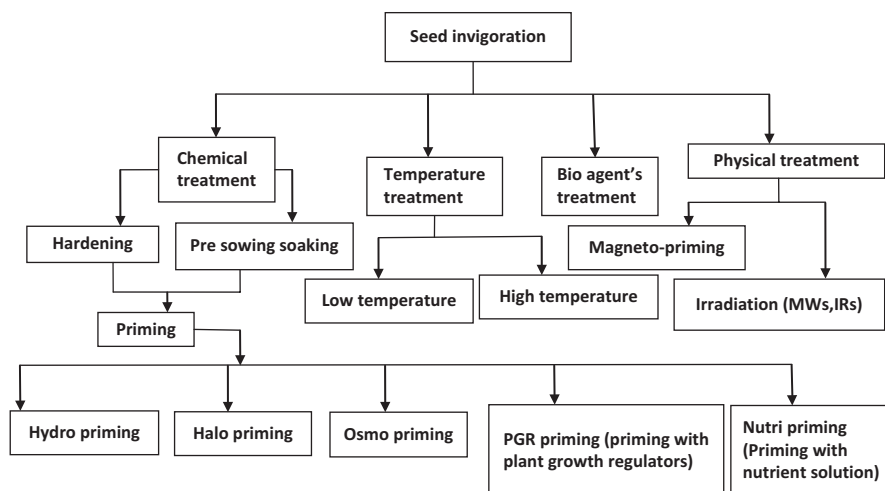 Seed invigoration
Chemical
treatment
Temperature
treatment
Bio agent's
treatment
Physical treatment
Hardening
Pre sowing soaking
Magneto-priming
Low temperature
High temperature
Irradiation (MWs,IRs)
Priming
Hydro priming
Halo priming
Osmo priming
PGR priming (priming with
plant growth regulators)
Nutri priming
(Priming with
nutrient solution)